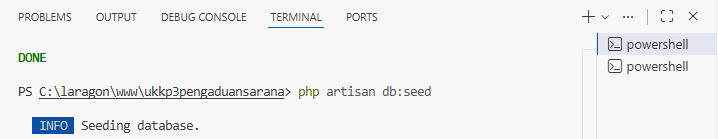 PROBLEMS OUTPUT DEBUG CONSOLE TERMINAL PORTS
powershell
powershell
DONE
PS C:\laragon\www\ukkp3pengaduansarana> php artisan db:seed
INFO Seeding database.